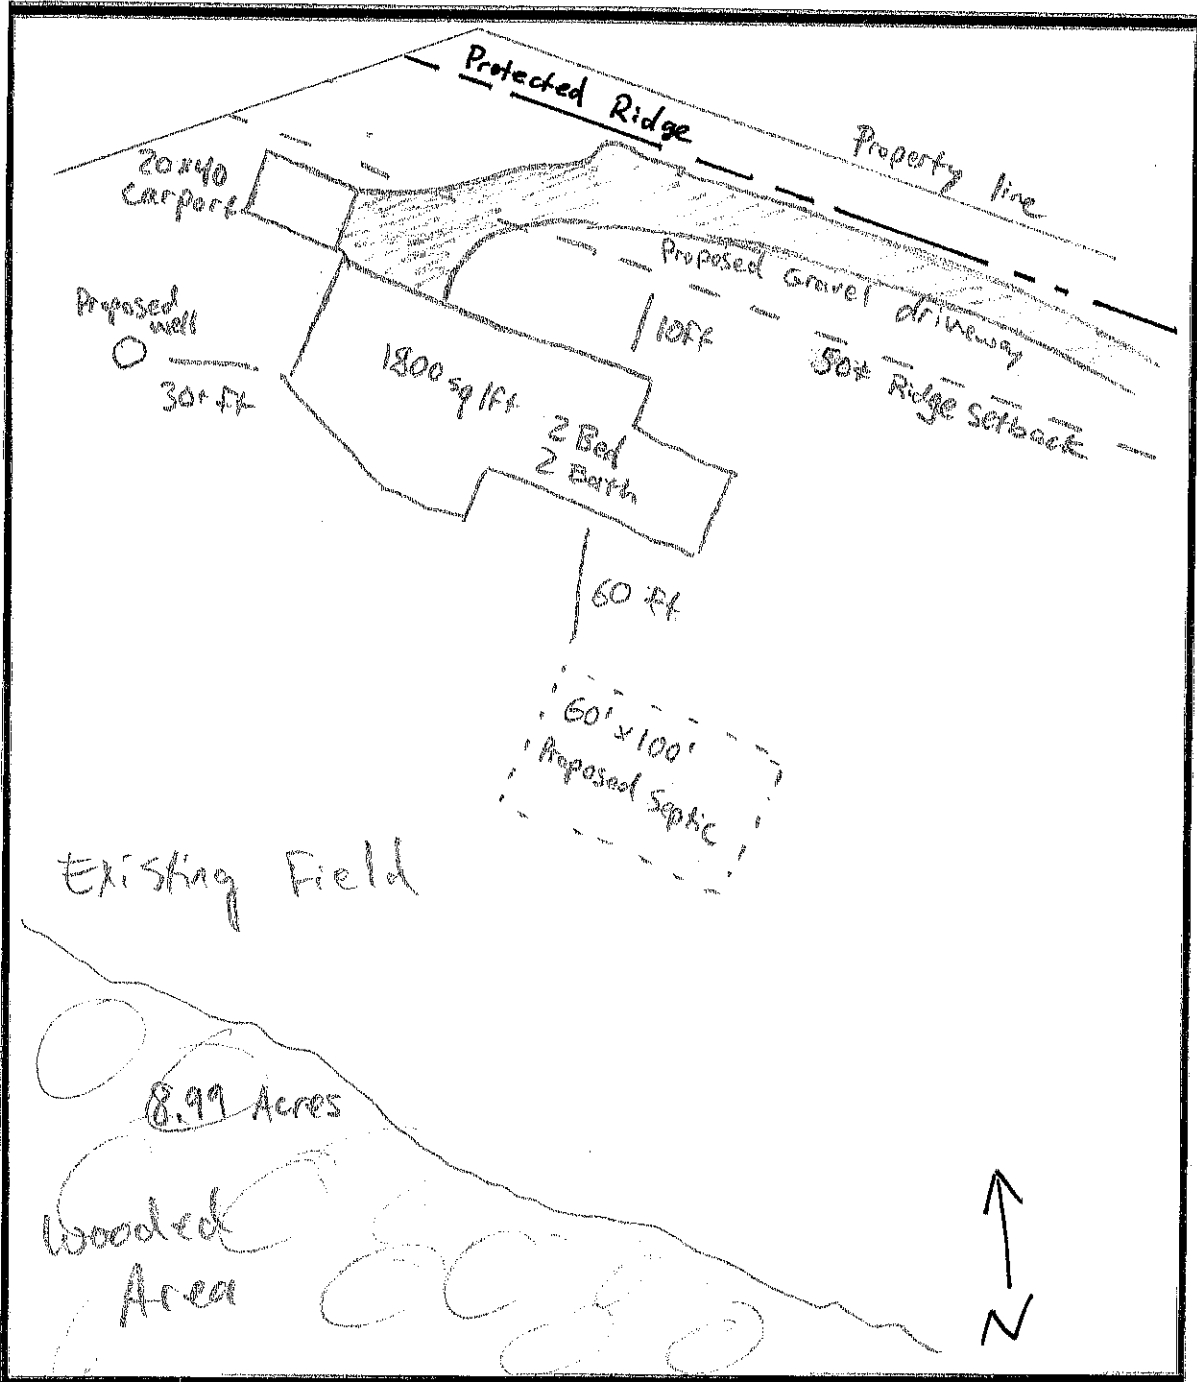 Protected Ridge
Property line
20x40
carport
Proposed Gravel driveway
Proposed
well
10ft
50ft Ridge setback
30+ ft
1800 sq/ft
2 Bed
2 Bath
60 ft
60' x 100'
Proposed Septic
Existing Field
8.99 Acres
Wooded
Area
N